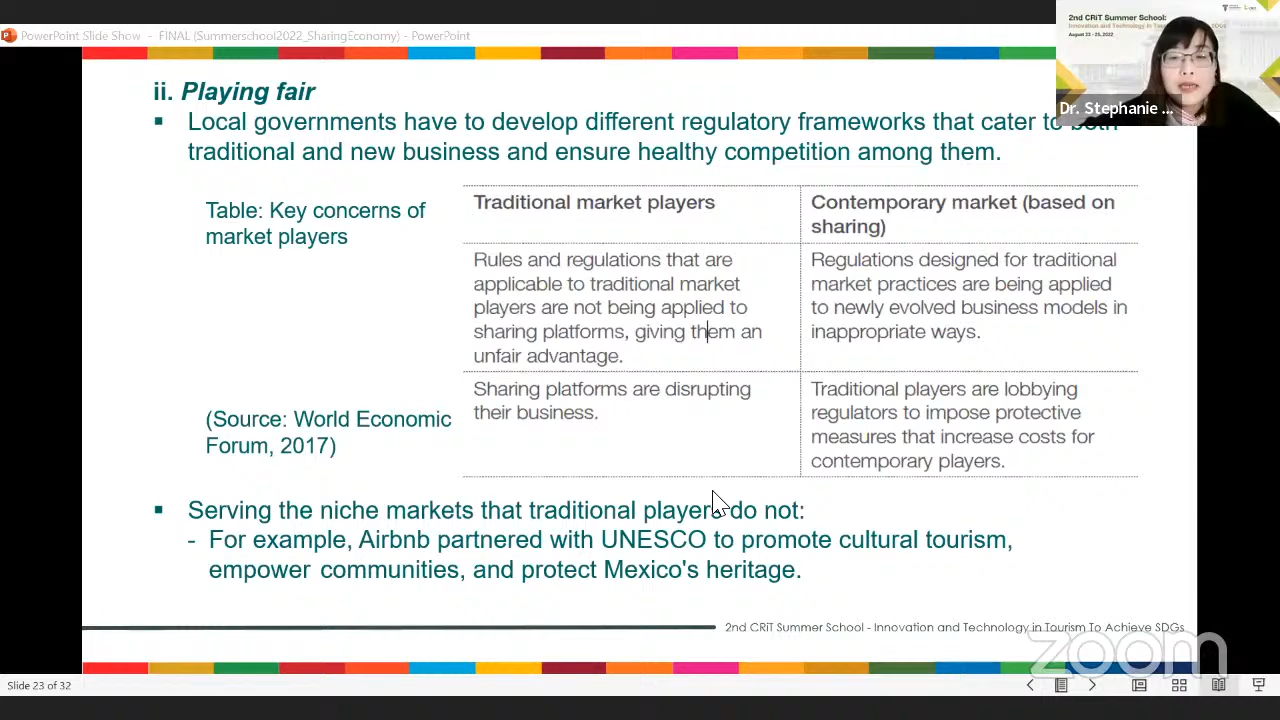 PowerPoint Slide Show - FINAL (Summerschool2022_SharingEconomy) - PowerPoint
2nd CRiT Summer School:
Innovation and Technology in
August 23 - 25, 2022
Dr. Stephanie ...
ii. Playing fair
▪ Local governments have to develop different regulatory frameworks that cater to both
traditional and new business and ensure healthy competition among them.
Table: Key concerns of
market players
Traditional market players
Contemporary market (based on
sharing)
Rules and regulations that are
applicable to traditional market
players are not being applied to
sharing platforms, giving them an
unfair advantage.
Regulations designed for traditional
market practices are being applied
to newly evolved business models in
inappropriate ways.
Sharing platforms are disrupting
their business.
Traditional players are lobbying
regulators to impose protective
measures that increase costs for
contemporary players.
(Source: World Economic
Forum, 2017)
▪ Serving the niche markets that traditional players do not:
- For example, Airbnb partnered with UNESCO to promote cultural tourism,
empower communities, and protect Mexico's heritage.
2nd CRiT Summer School - Innovation and Technology in Tourism To Achieve SDGs
zoom
Slide 23 of 32